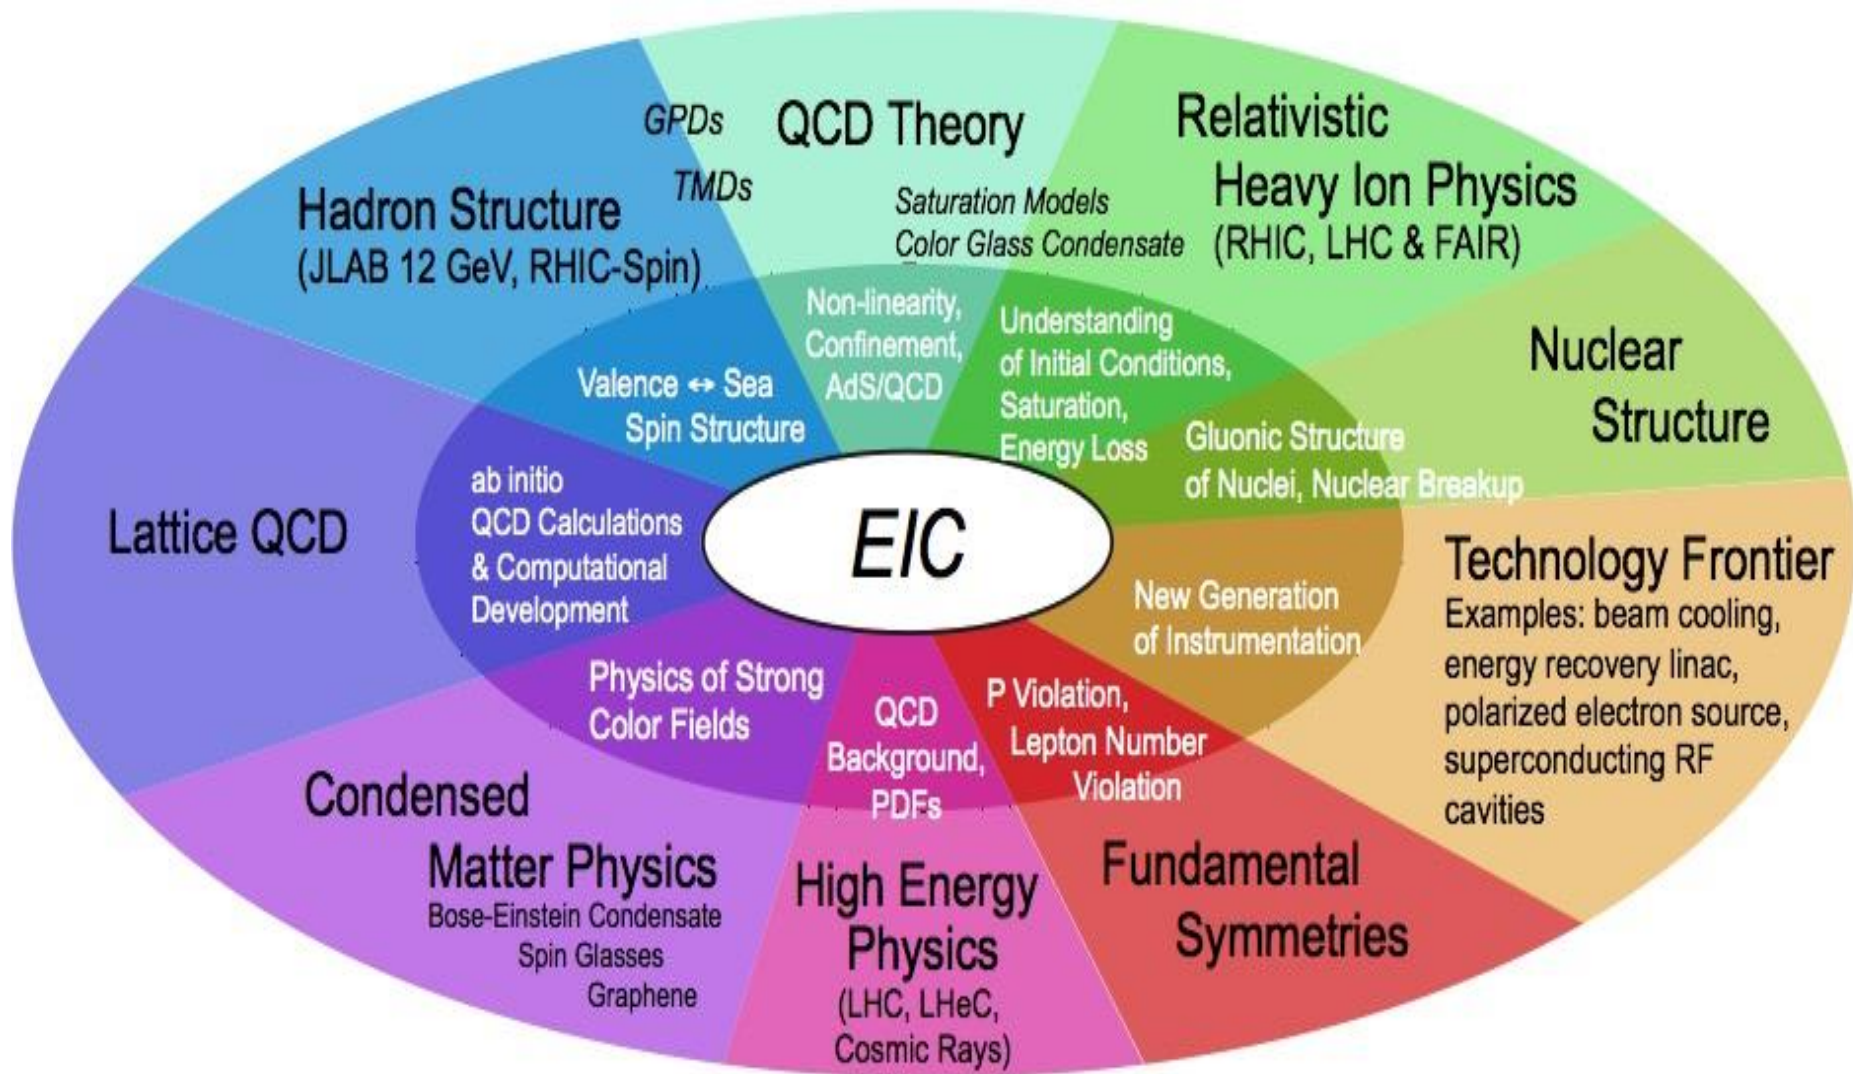 GPDs
TMDs
QCD Theory
Saturation Models
Color Glass Condensate
Non-linearity,
Confinement,
AdS/QCD
Relativistic
Heavy Ion Physics
(RHIC, LHC & FAIR)
Understanding
of Initial Conditions,
Saturation,
Energy Loss
Nuclear
Structure
Gluonic Structure
of Nuclei, Nuclear Breakup
Technology Frontier
Examples: beam cooling,
energy recovery linac,
polarized electron source,
superconducting RF
cavities
New Generation
of Instrumentation
Fundamental
Symmetries
P Violation,
Lepton Number
Violation
High Energy
Physics
(LHC, LHeC,
Cosmic Rays)
QCD
Background,
PDFs
Condensed
Matter Physics
Bose-Einstein Condensate
Spin Glasses
Graphene
Physics of Strong
Color Fields
Lattice QCD
ab initio
QCD Calculations
& Computational
Development
Hadron Structure
(JLAB 12 GeV, RHIC-Spin)
Valence ↔ Sea
Spin Structure
EIC